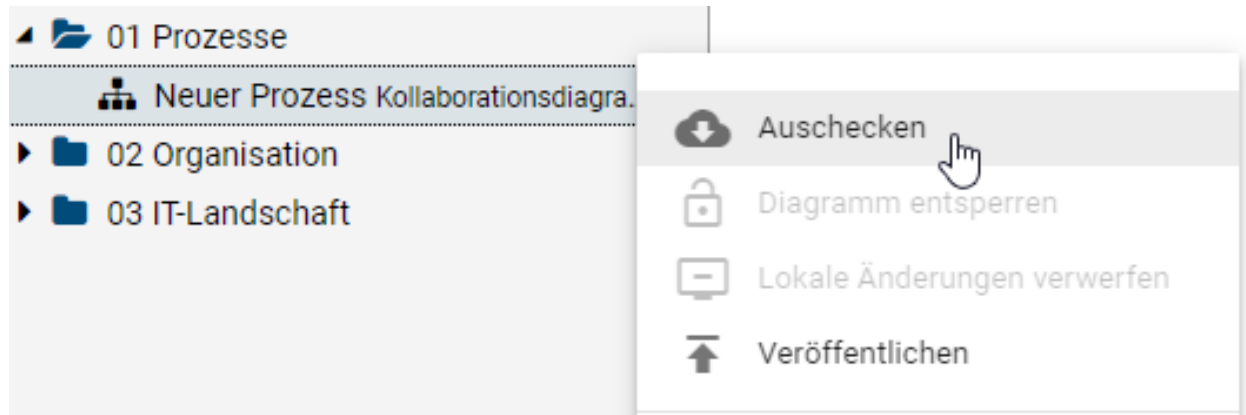 01 Prozesse
Neuer Prozess Kollaborationsdiagra..
02 Organisation
03 IT-Landschaft
Auschecken
Diagramm entsperren
Lokale Änderungen verwerfen
Veröffentlichen